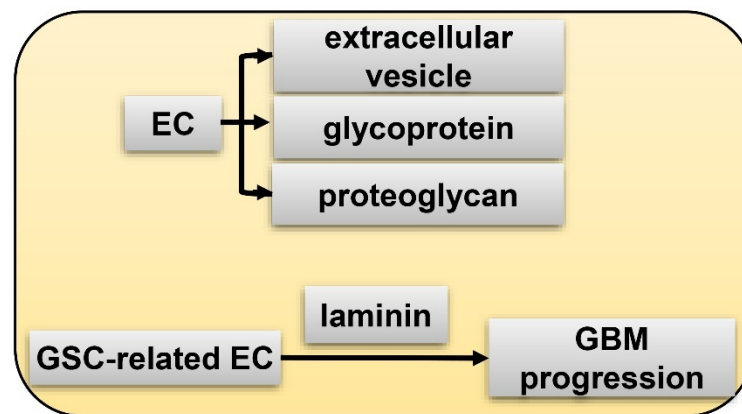 extracellular
vesicle
EC
glycoprotein
proteoglycan
laminin
GSC-related EC
GBM
progression